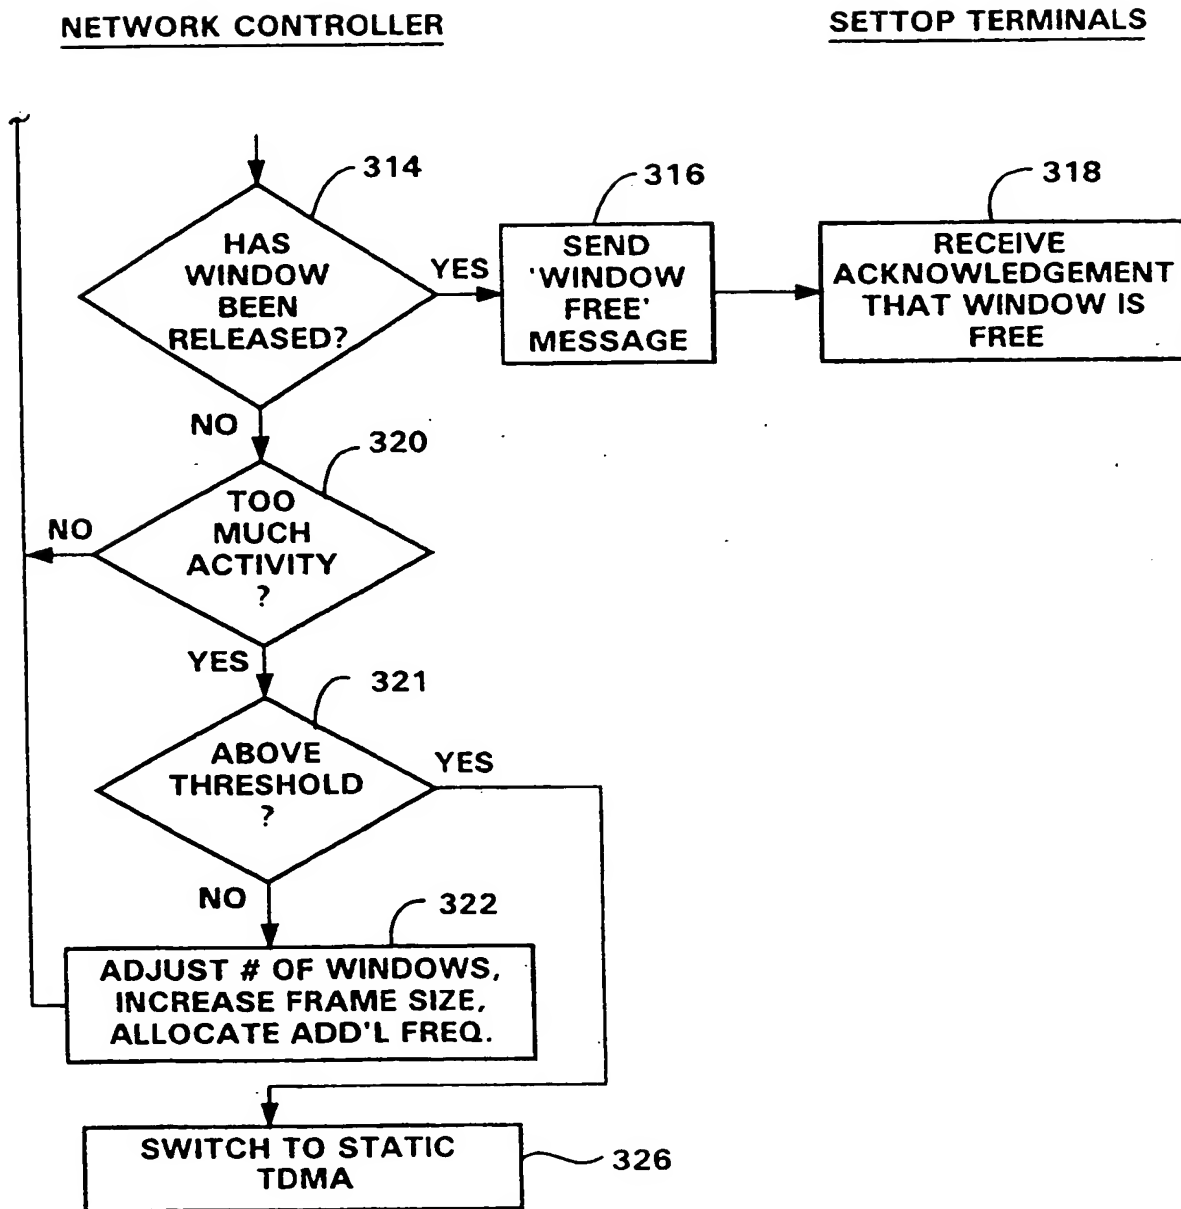 NETWORK CONTROLLER
SETTOP TERMINALS
314
HAS
WINDOW
BEEN
RELEASED?
YES
316
SEND
'WINDOW
FREE'
MESSAGE
318
RECEIVE
ACKNOWLEDGEMENT
THAT WINDOW IS
FREE
NO
320
TOO
MUCH
ACTIVITY
?
NO
YES
321
ABOVE
THRESHOLD
?
YES
NO
322
ADJUST # OF WINDOWS,
INCREASE FRAME SIZE,
ALLOCATE ADD'L FREQ.
SWITCH TO STATIC
TDMA
326